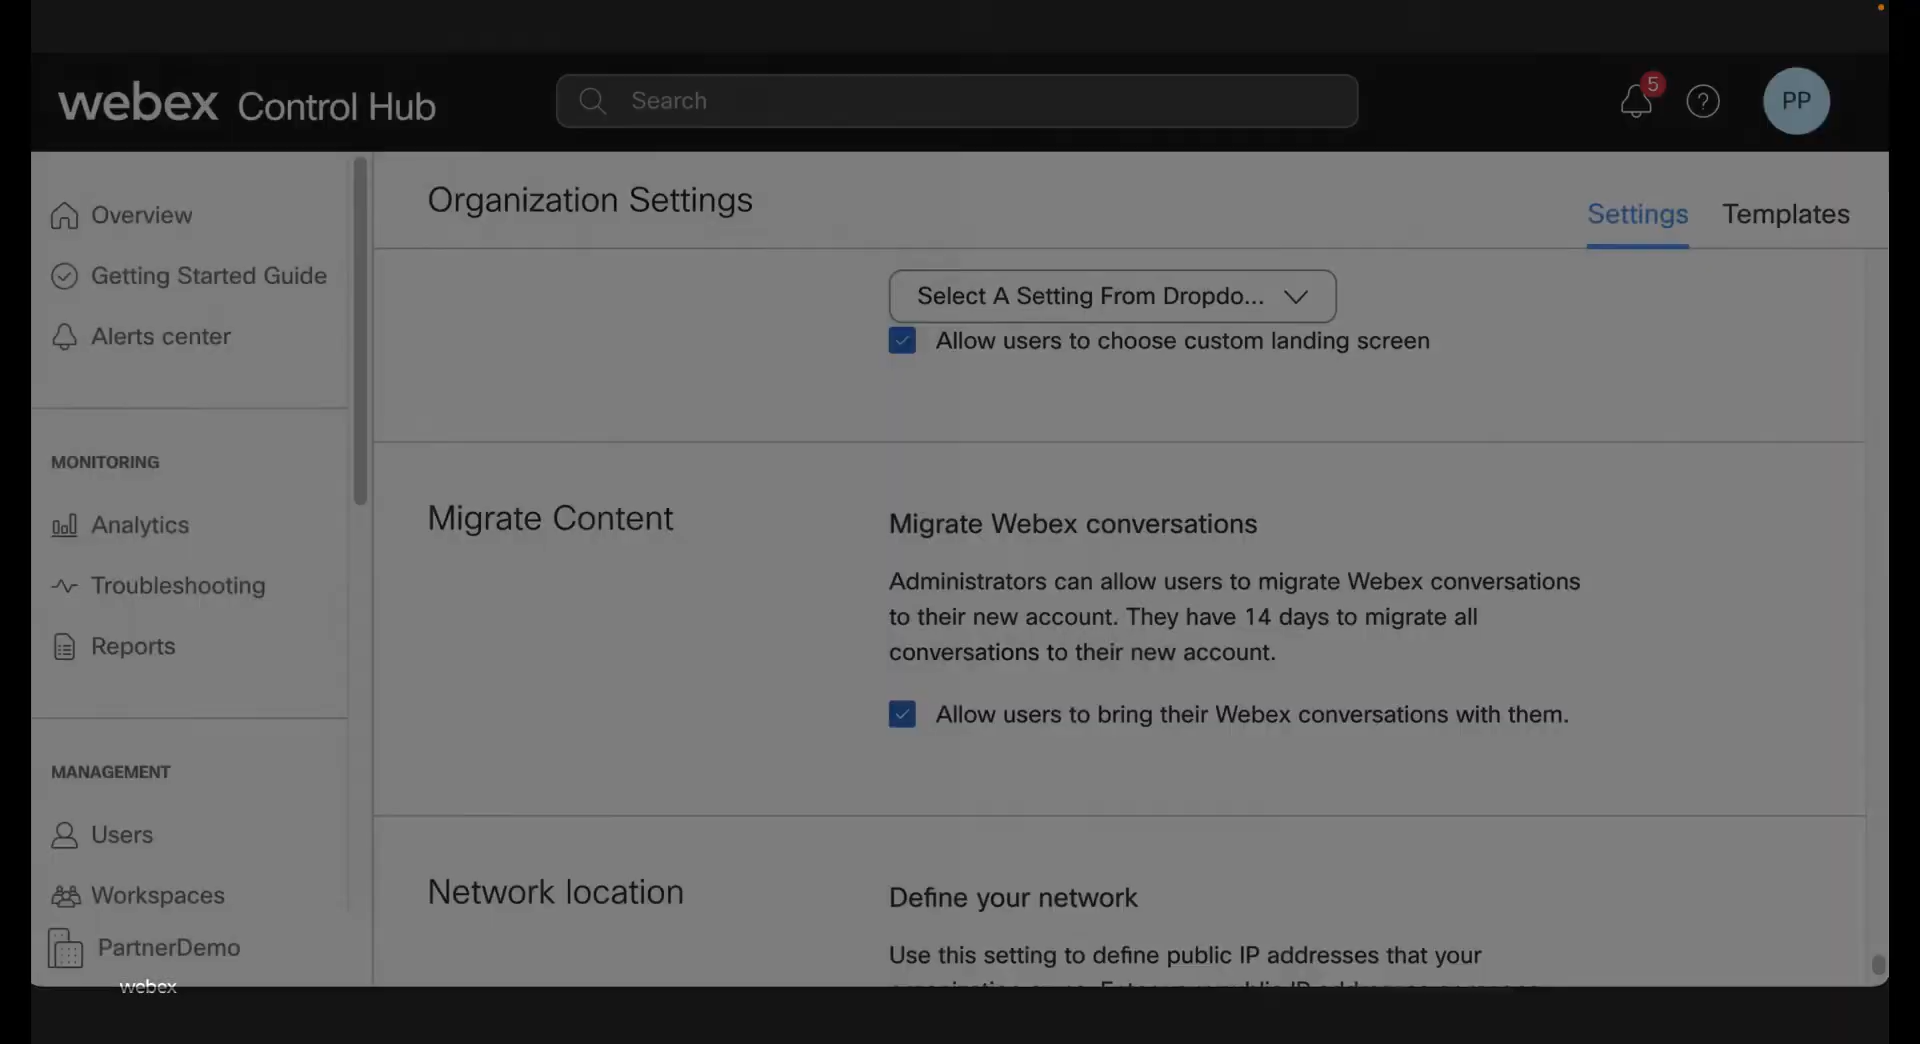 webex Control Hub
Search
5
PP
Overview
Getting Started Guide
Alerts center
MONITORING
Analytics
Troubleshooting
Reports
MANAGEMENT
Users
Workspaces
PartnerDemo
webex
Organization Settings
Settings
Templates
Select A Setting From Dropdo...
Allow users to choose custom landing screen
Migrate Content
Migrate Webex conversations
Administrators can allow users to migrate Webex conversations
to their new account. They have 14 days to migrate all
conversations to their new account.
Allow users to bring their Webex conversations with them.
Network location
Define your network
Use this setting to define public IP addresses that your